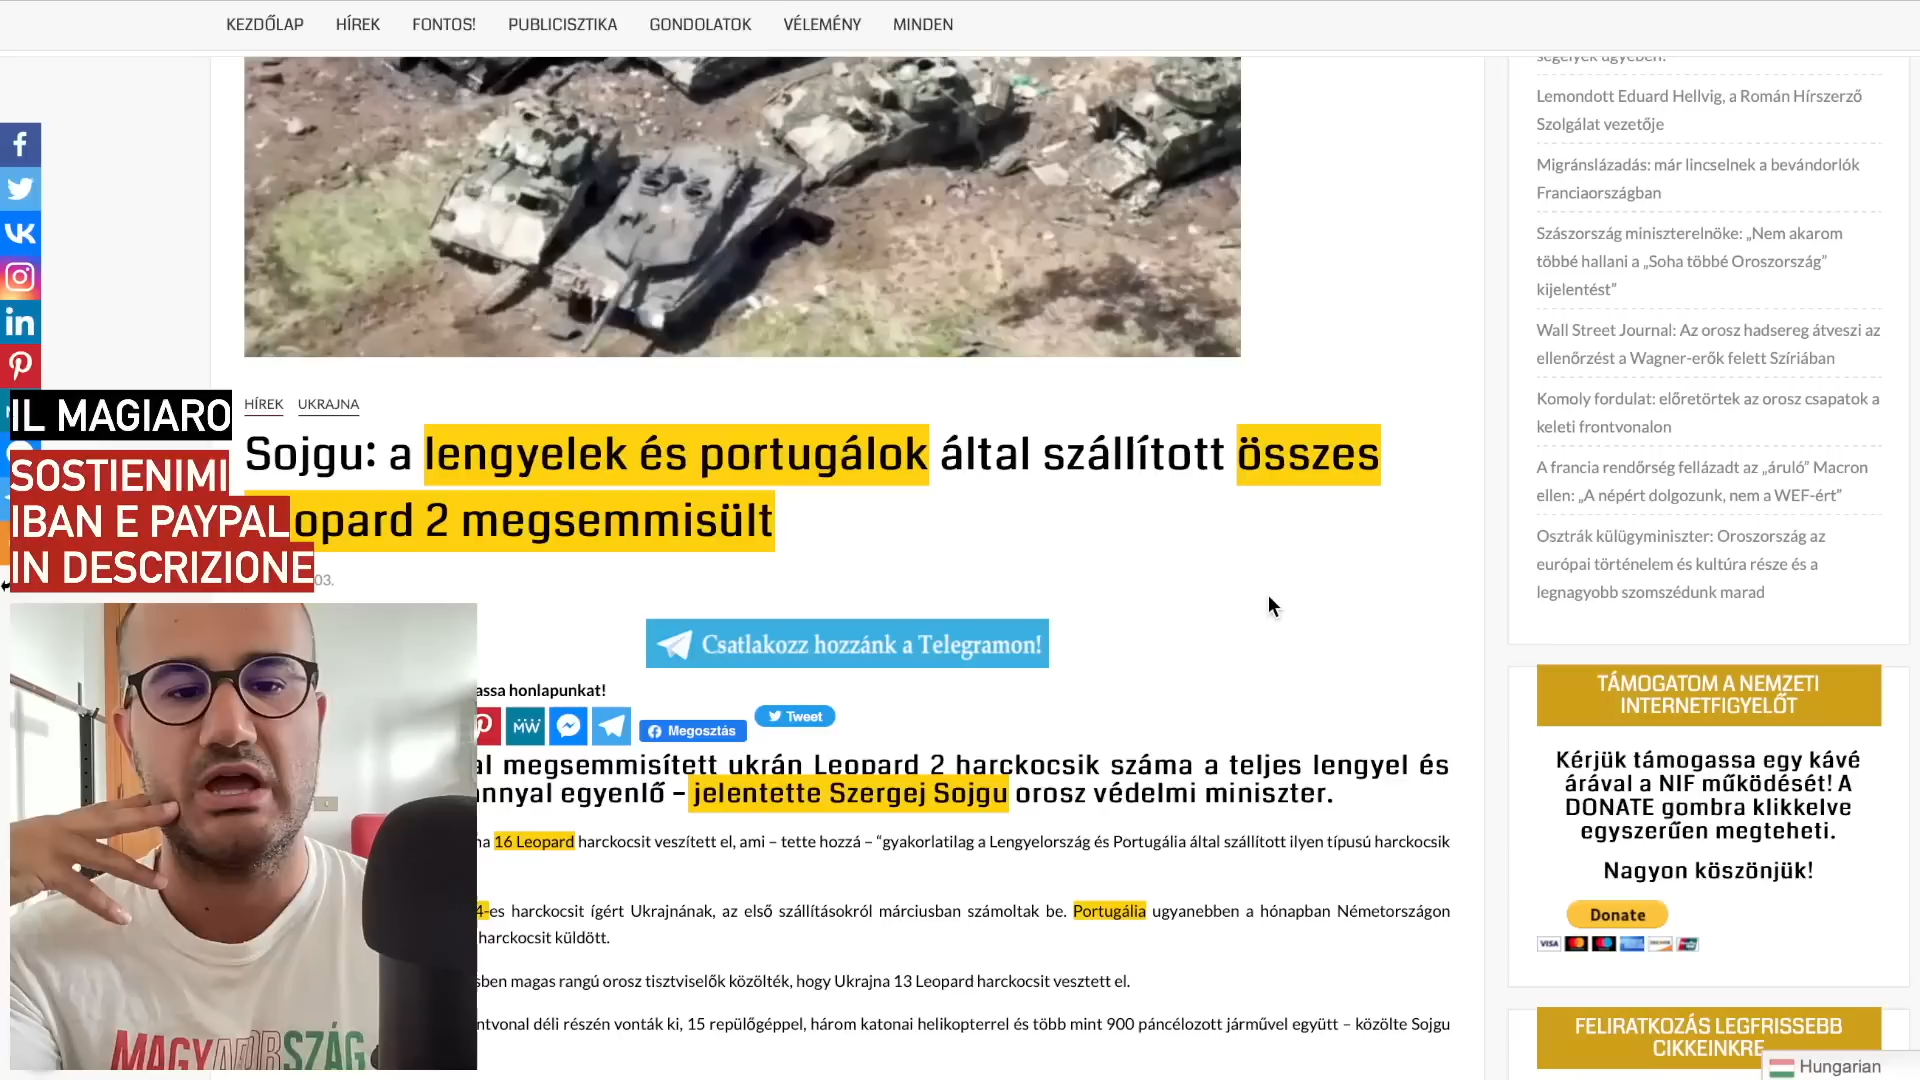 KEZDŐLAP HÍREK FONTOS! PUBLICISZTIKA GONDOLATOK VÉLEMÉNY MINDEN
HÍREK UKRAJNA
Sojgu: a lengyelek és portugálok által szállított összes
opard 2 megsemmisült
03.
IL MAGIARO
SOSTIENIMI
IBAN E PAYPAL
IN DESCRIZIONE
Csatlakozz hozzánk a Telegramon!
assa honlapunkat!
MW Megosztás Tweet
al megsemmisített ukrán Leopard 2 harckocsik száma a teljes lengyel és
annyal egyenlő – jelentette Szergej Sojgu orosz védelmi miniszter.
na 16 Leopard harckocsit veszített el, ami – tette hozzá – “gyakorlatilag a Lengyelország és Portugália által szállított ilyen típusú harckocsik
4-es harckocsit ígért Ukrajnának, az első szállításokról márciusban számoltak be. Portugália ugyanebben a hónapban Németországon
harckocsit küldött.
sben magas rangú orosz tisztviselők közölték, hogy Ukrajna 13 Leopard harckocsit vesztett el.
ntvonal déli részén vonták ki, 15 repülőgéppel, három katonai helikopterrel és több mint 900 páncélozott járművel együtt – közölte Sojgu
MAGYARORSZÁG
segélyek ügyében!
Lemondott Eduard Hellvig, a Román Hírszerző
Szolgálat vezetője
Migránslázadás: már lincselnek a bevándorlók
Franciaországban
Szászország miniszterelnöke: „Nem akarom
többé hallani a „Soha többé Oroszország”
kijelentést”
Wall Street Journal: Az orosz hadsereg átveszi az
ellenőrzést a Wagner-erők felett Szíriában
Komoly fordulat: előretörtek az orosz csapatok a
keleti frontvonalon
A francia rendőrség fellázadt az „áruló” Macron
ellen: „A népért dolgozunk, nem a WEF-ért”
Osztrák külügyminiszter: Oroszország az
európai történelem és kultúra része és a
legnagyobb szomszédunk marad
TÁMOGATOM A NEMZETI
INTERNETFIGYELŐT
Kérjük támogassa egy kávé
árával a NIF működését! A
DONATE gombra klikkelve
egyszerűen megteheti.
Nagyon köszönjük!
Donate
VISA
FELIRATKOZÁS LEGFRISSEBB
CIKKEINKRE
Hungarian